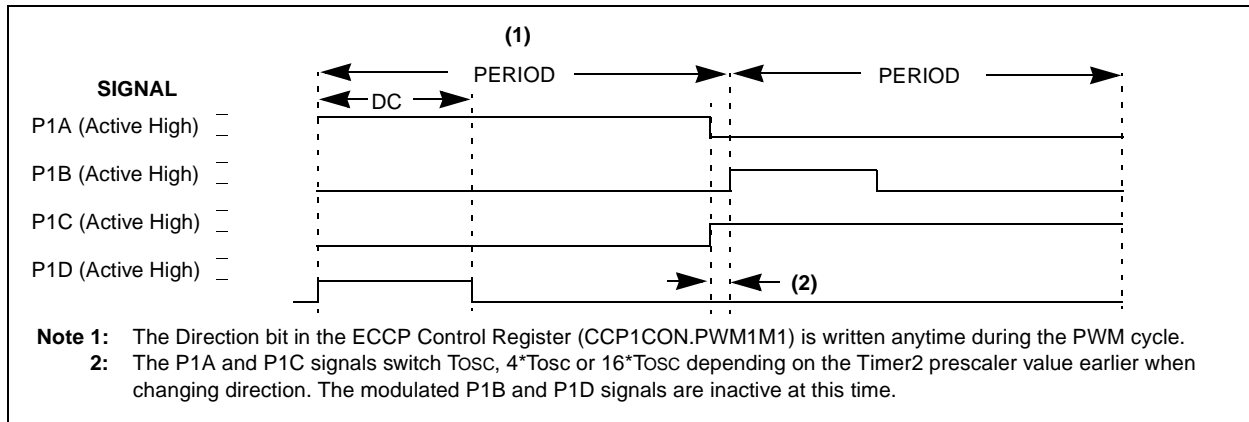 (1)
PERIOD PERIOD
SIGNAL
DC
P1A (Active High)
P1B (Active High)
P1C (Active High)
P1D (Active High)
(2)
Note 1: The Direction bit in the ECCP Control Register (CCP1CON.PWM1M1) is written anytime during the PWM cycle.
2: The P1A and P1C signals switch TOSC, 4*Tosc or 16*TOSC depending on the Timer2 prescaler value earlier when
changing direction. The modulated P1B and P1D signals are inactive at this time.